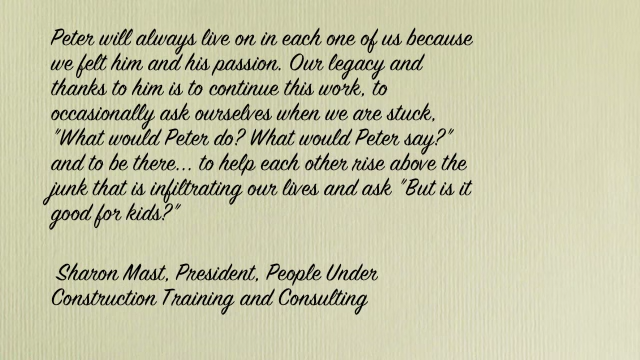 Peter will always live on in each one of us because
we felt him and his passion. Our legacy and
thanks to him is to continue this work, to
occasionally ask ourselves when we are stuck,
"What would Peter do? What would Peter say?"
and to be there... to help each other rise above the
junk that is infiltrating our lives and ask "But is it
good for kids?"
Sharon Mast, President, People Under
Construction Training and Consulting